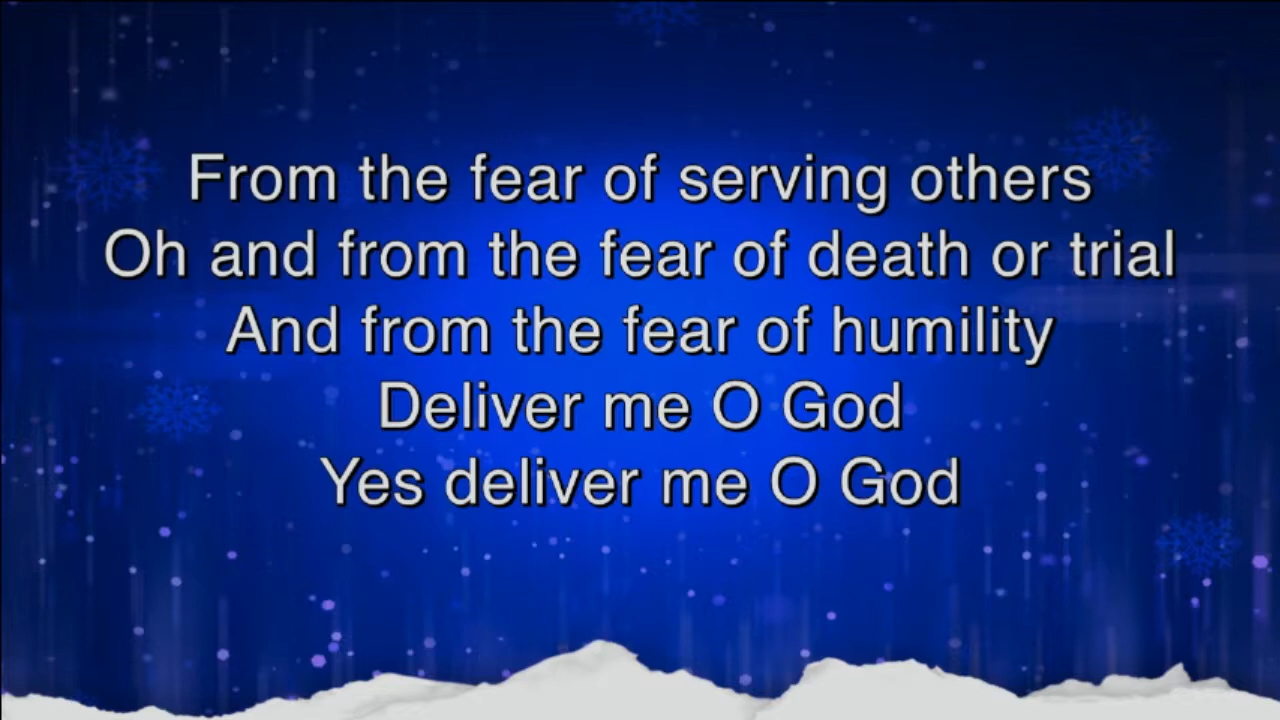 From the fear of serving others
Oh and from the fear of death or trial
And from the fear of humility
Deliver me O God
Yes deliver me O God